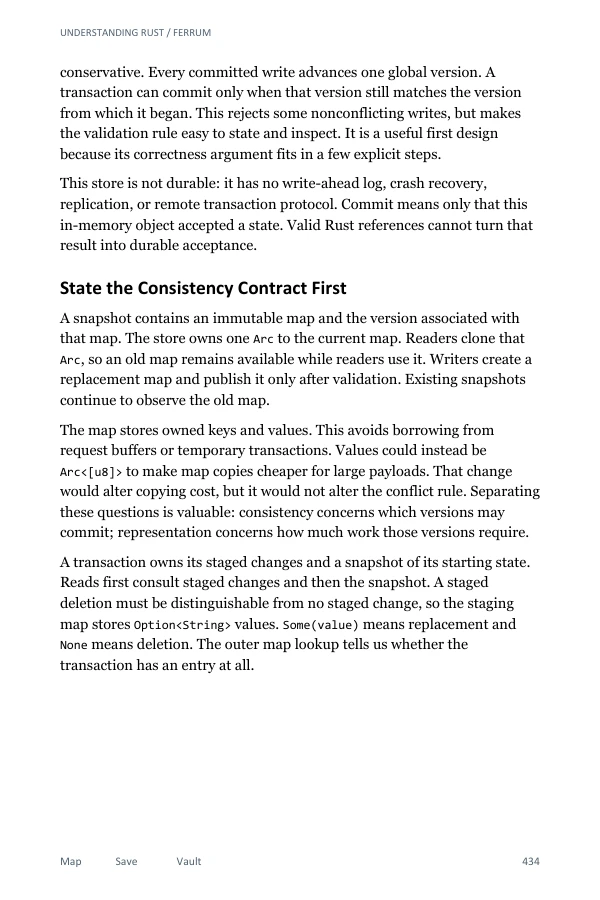 UNDERSTANDING RUST / FERRUM
conservative. Every committed write advances one global version. A
transaction can commit only when that version still matches the version
from which it began. This rejects some nonconflicting writes, but makes
the validation rule easy to state and inspect. It is a useful first design
because its correctness argument fits in a few explicit steps.
This store is not durable: it has no write-ahead log, crash recovery,
replication, or remote transaction protocol. Commit means only that this
in-memory object accepted a state. Valid Rust references cannot turn that
result into durable acceptance.
State the Consistency Contract First
A snapshot contains an immutable map and the version associated with
that map. The store owns one Arc to the current map. Readers clone that
Arc, so an old map remains available while readers use it. Writers create a
replacement map and publish it only after validation. Existing snapshots
continue to observe the old map.
The map stores owned keys and values. This avoids borrowing from
request buffers or temporary transactions. Values could instead be
Arc<[u8]> to make map copies cheaper for large payloads. That change
would alter copying cost, but it would not alter the conflict rule. Separating
these questions is valuable: consistency concerns which versions may
commit; representation concerns how much work those versions require.
A transaction owns its staged changes and a snapshot of its starting state.
Reads first consult staged changes and then the snapshot. A staged
deletion must be distinguishable from no staged change, so the staging
map stores Option<String> values. Some(value) means replacement and
None means deletion. The outer map lookup tells us whether the
transaction has an entry at all.
Map Save Vault 434